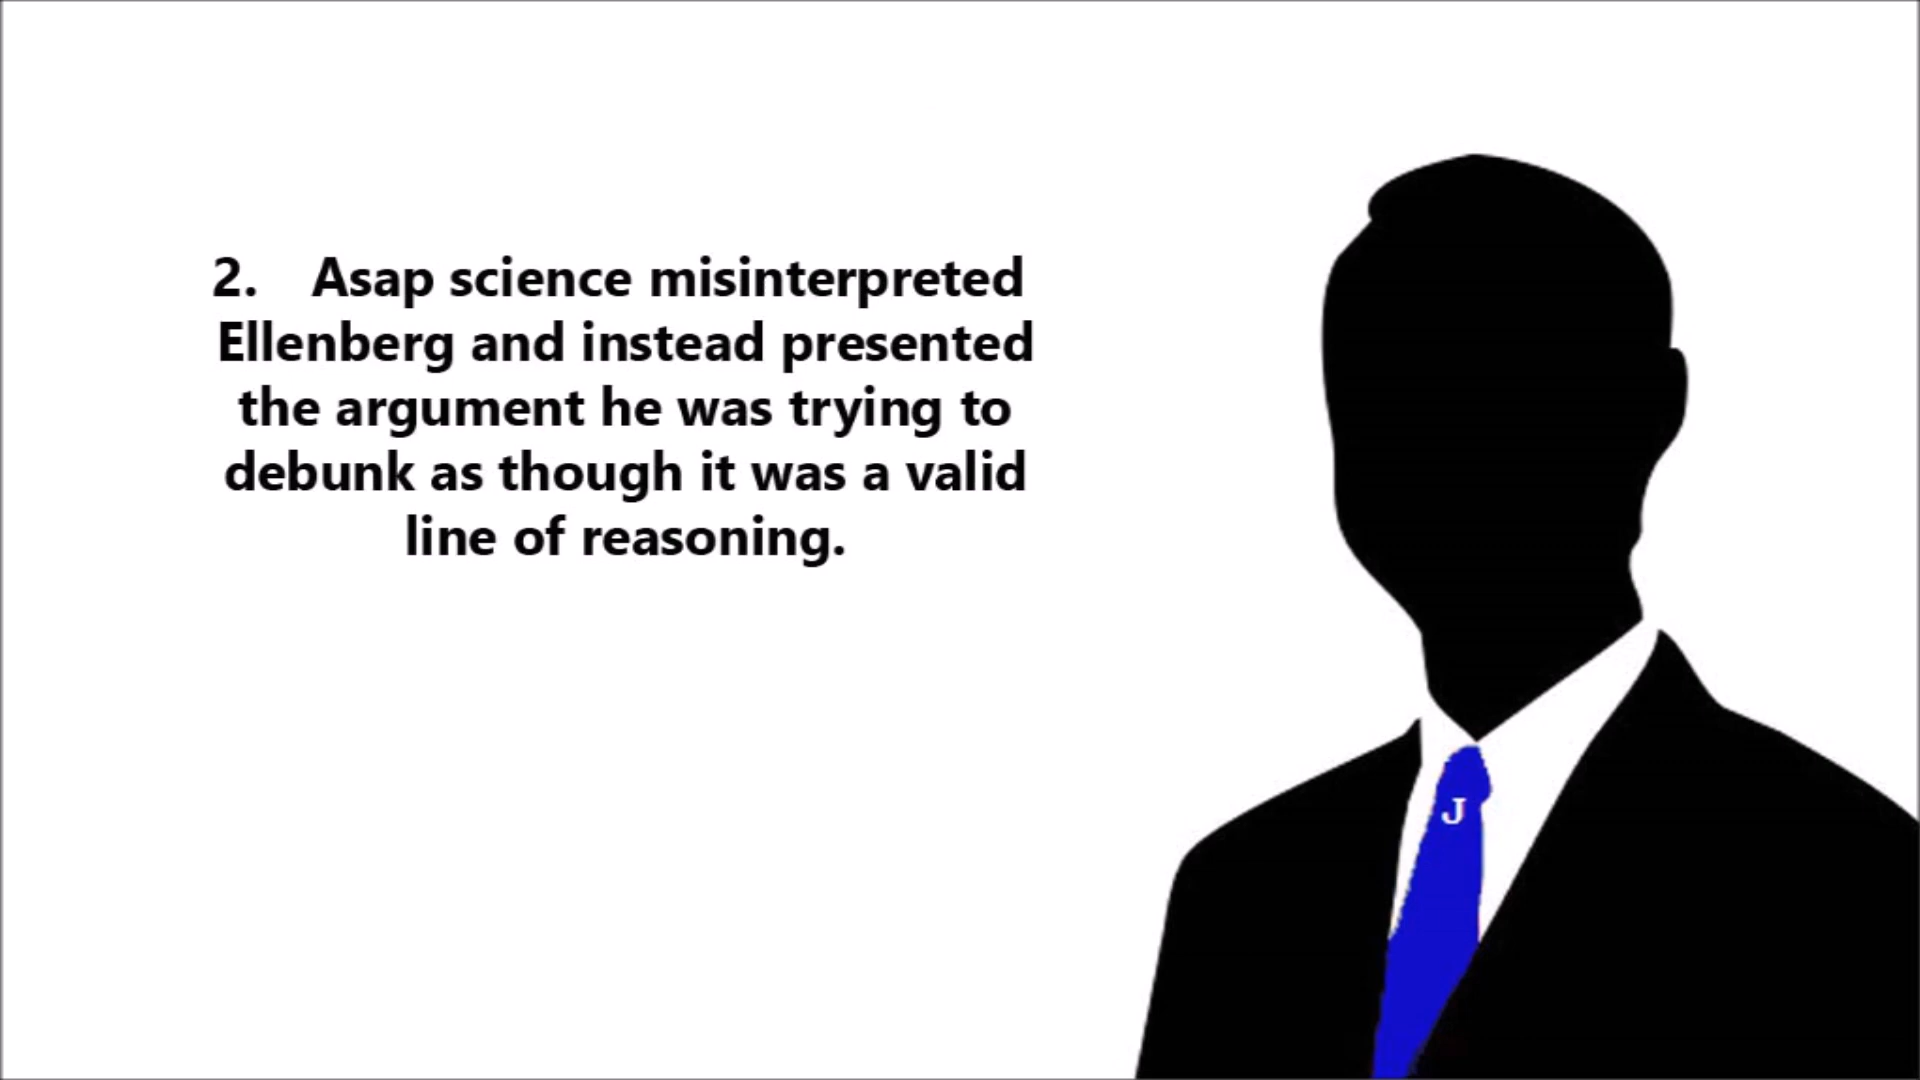 2. Asap science misinterpreted
Ellenberg and instead presented
the argument he was trying to
debunk as though it was a valid
line of reasoning.
J